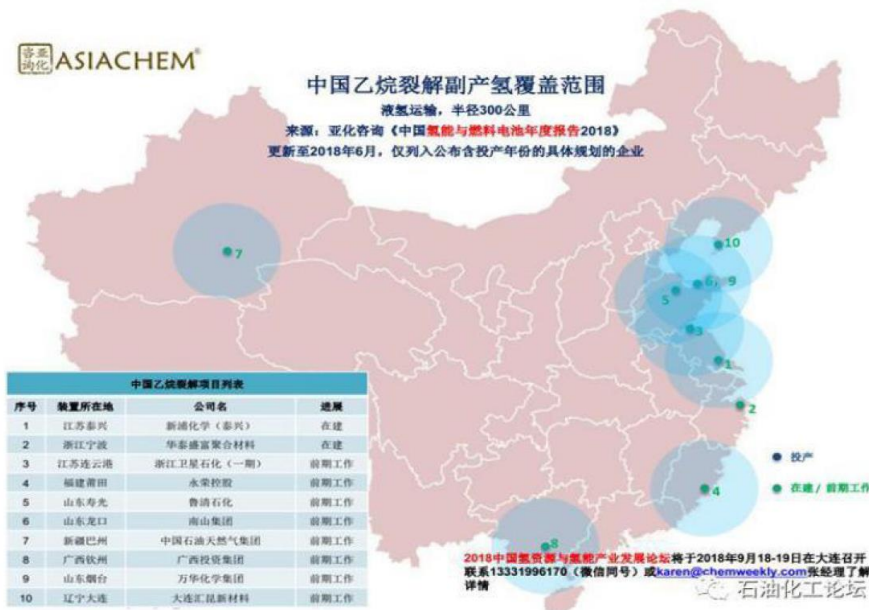 咨亚
询化
ASIACHEM®
中国乙烷裂解副产氢覆盖范围
液氢运输，半径300公里
来源：亚化咨询《中国氢能与燃料电池年度报告2018》
更新至2018年6月，仅列入公布含投产年份的具体规划的企业
7
10
6, 9
5
3
1
2
4
8
中国乙烷裂解项目列表
序号 装置所在地 公司名 进展
1 江苏泰兴 新浦化学（泰兴） 在建
2 浙江宁波 华泰盛富聚合材料 在建
3 江苏连云港 浙江卫星石化（一期） 前期工作
4 福建莆田 永荣控股 前期工作
5 山东寿光 鲁清石化 前期工作
6 山东龙口 南山集团 前期工作
7 新疆巴州 中国石油天然气集团 前期工作
8 广西钦州 广西投资集团 前期工作
9 山东烟台 万华化学集团 前期工作
10 辽宁大连 大连汇昆新材料 前期工作
投产
在建/前期工作
2018中国氢资源与氢能产业发展论坛将于2018年9月18-19日在大连召开
联系13331996170（微信同号）或karen@chemweekly.com张经理了解
详情
石油化工论坛